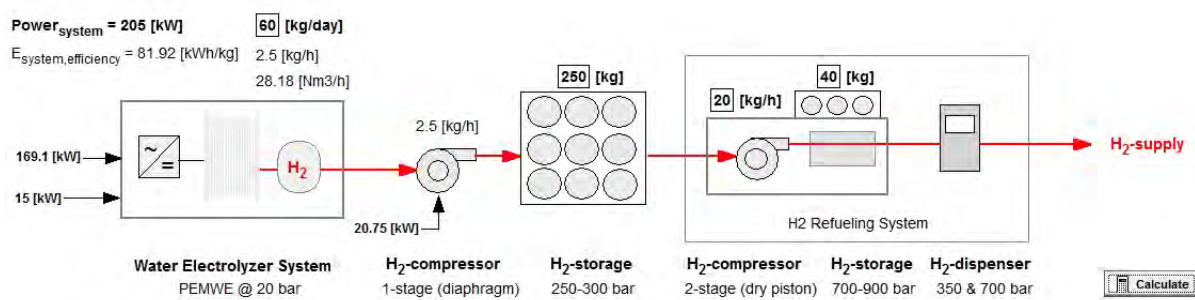 Power_system = 205 [kW]
E_system,efficiency = 81.92 [kWh/kg]
60 [kg/day]
2.5 [kg/h]
28.18 [Nm3/h]
169.1 [kW]
15 [kW]
~
=
H2
2.5 [kg/h]
20.75 [kW]
250 [kg]
20 [kg/h]
40 [kg]
H2 Refueling System
H2-supply
Water Electrolyzer System
PEMWE @ 20 bar
H2-compressor
1-stage (diaphragm)
H2-storage
250-300 bar
H2-compressor
2-stage (dry piston)
H2-storage
700-900 bar
H2-dispenser
350 & 700 bar
Calculate